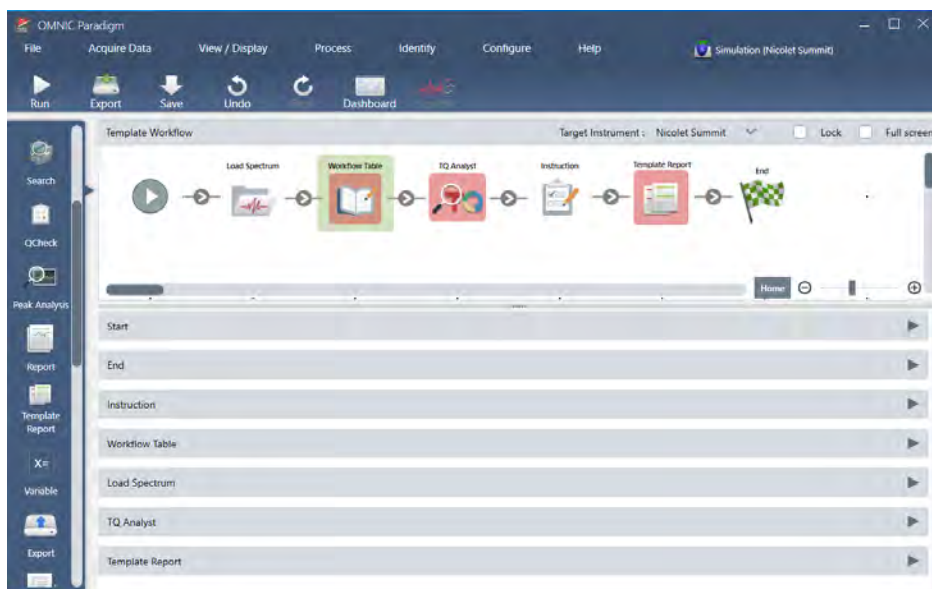 OMNIC Paradigm
File Acquire Data View / Display Process Identify Configure Help Simulation (Nicolet Summit)
Run Export Save Undo Dashboard
Template Workflow Target Instrument : Nicolet Summit Lock Full screen
Load Spectrum Workflow Table TQ Analyst Instruction Template Report End
Home
Search
QCheck
Peak Analysis
Report
Template
Report
X=
Variable
Export
Start
End
Instruction
Workflow Table
Load Spectrum
TQ Analyst
Template Report